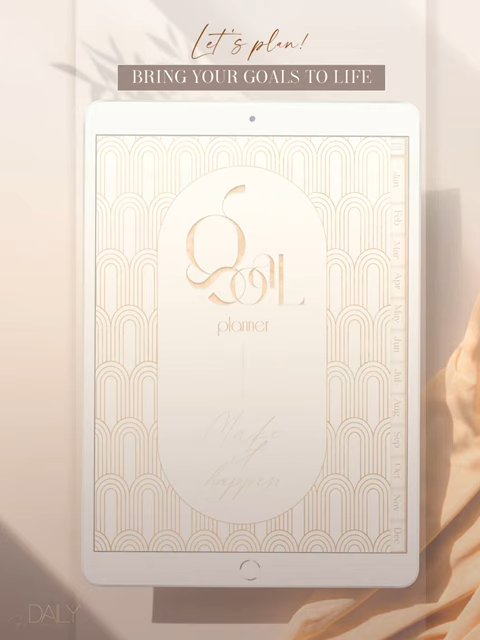 Let's plan!
BRING YOUR GOALS TO LIFE
GOAL
planner
Make
it
happen
Jan
Feb
Mar
Apr
May
Jun
Jul
Aug
Sep
Oct
Nov
Dec
DAILY